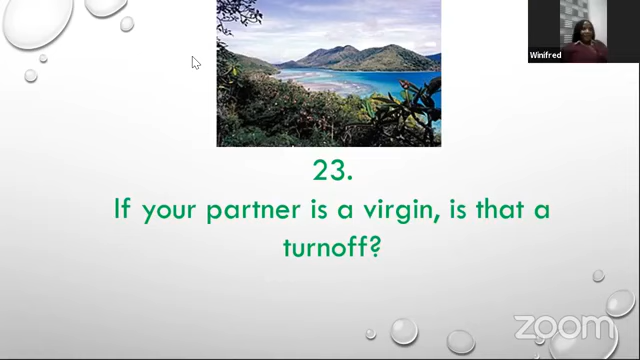 Winifred
23.
If your partner is a virgin, is that a
turnoff?
zoom